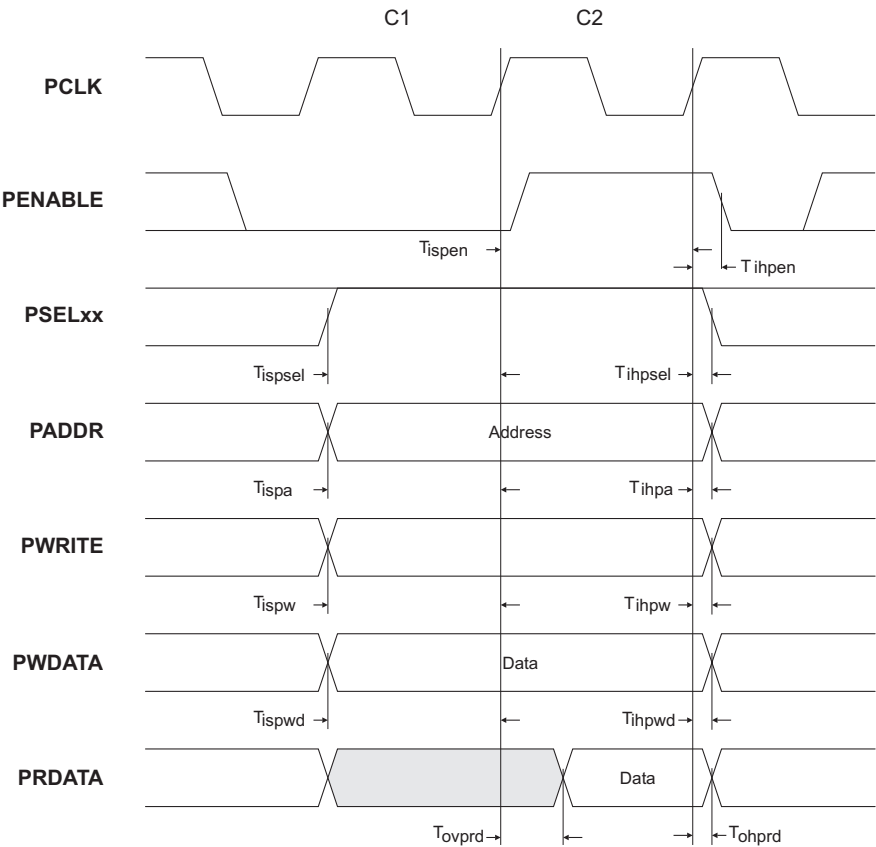 C1 C2
PCLK
PENABLE
Tispen
Tihpen
PSELxx
Tispsel Tihpsel
PADDR Address
Tispa Tihpa
PWRITE
Tispw Tihpw
PWDATA Data
Tispwd Tihpwd
PRDATA Data
Tovprd Tohprd